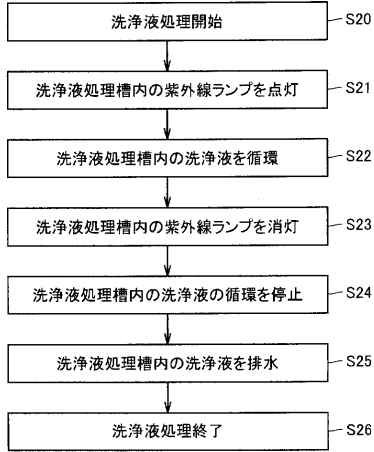 洗浄液処理開始 S20
洗浄液処理槽内の紫外線ランプを点灯 S21
洗浄液処理槽内の洗浄液を循環 S22
洗浄液処理槽内の紫外線ランプを消灯 S23
洗浄液処理槽内の洗浄液の循環を停止 S24
洗浄液処理槽内の洗浄液を排水 S25
洗浄液処理終了 S26